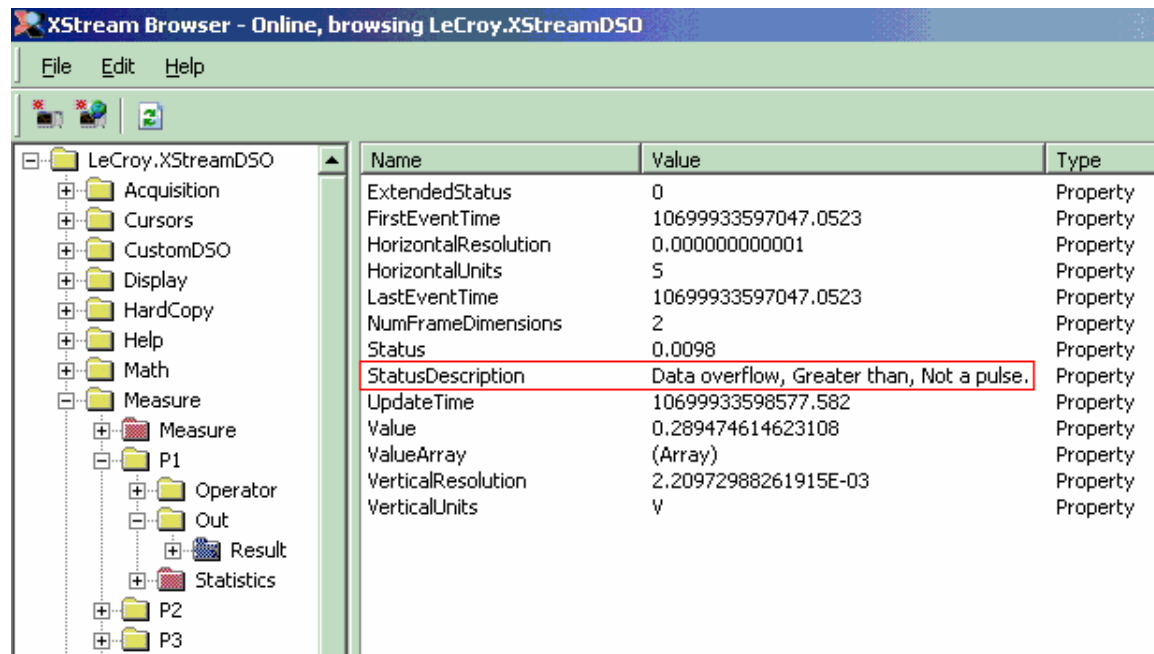 XStream Browser - Online, browsing LeCroy.XStreamDSO
File Edit Help
LeCroy.XStreamDSO
Acquisition
Cursors
CustomDSO
Display
HardCopy
Help
Math
Measure
Measure
P1
Operator
Out
Result
Statistics
P2
P3
Name Value Type
ExtendedStatus 0 Property
FirstEventTime 10699933597047.0523 Property
HorizontalResolution 0.000000000001 Property
HorizontalUnits S Property
LastEventTime 10699933597047.0523 Property
NumFrameDimensions 2 Property
Status 0.0098 Property
StatusDescription Data overflow, Greater than, Not a pulse. Property
UpdateTime 10699933598577.582 Property
Value 0.289474614623108 Property
ValueArray (Array) Property
VerticalResolution 2.20972988261915E-03 Property
VerticalUnits V Property